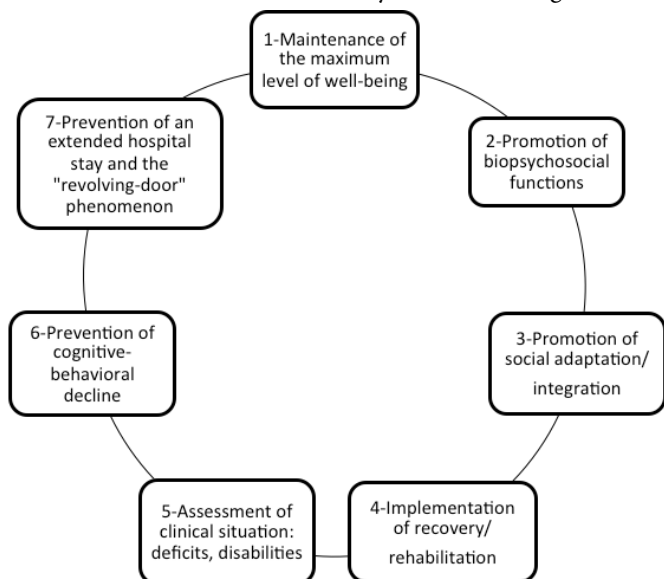 1-Maintenance of
the maximum
level of well-being
2-Promotion of
biopsychosocial
functions
3-Promotion of
social adaptation/
integration
4-Implementation
of recovery/
rehabilitation
5-Assessment of
clinical situation:
deficits, disabilities
6-Prevention of
cognitive-
behavioral
decline
7-Prevention of an
extended hospital
stay and the
"revolving-door"
phenomenon